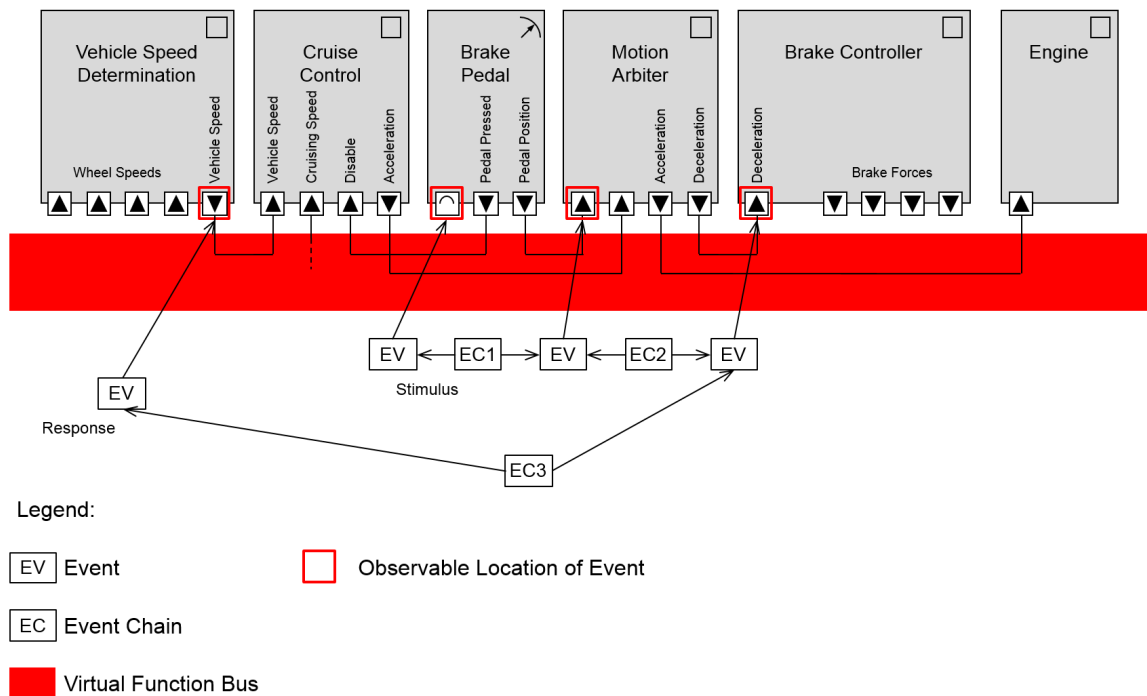 Vehicle Speed
Determination
Cruise
Control
Brake
Pedal
Motion
Arbiter
Brake Controller
Engine
Wheel Speeds
Vehicle Speed
Vehicle Speed
Cruising Speed
Disable
Acceleration
Pedal Pressed
Pedal Position
Acceleration
Deceleration
Deceleration
Brake Forces
EV
EC1
EV
EC2
EV
Stimulus
EV
Response
EC3
Legend:
EV Event
Observable Location of Event
EC Event Chain
Virtual Function Bus